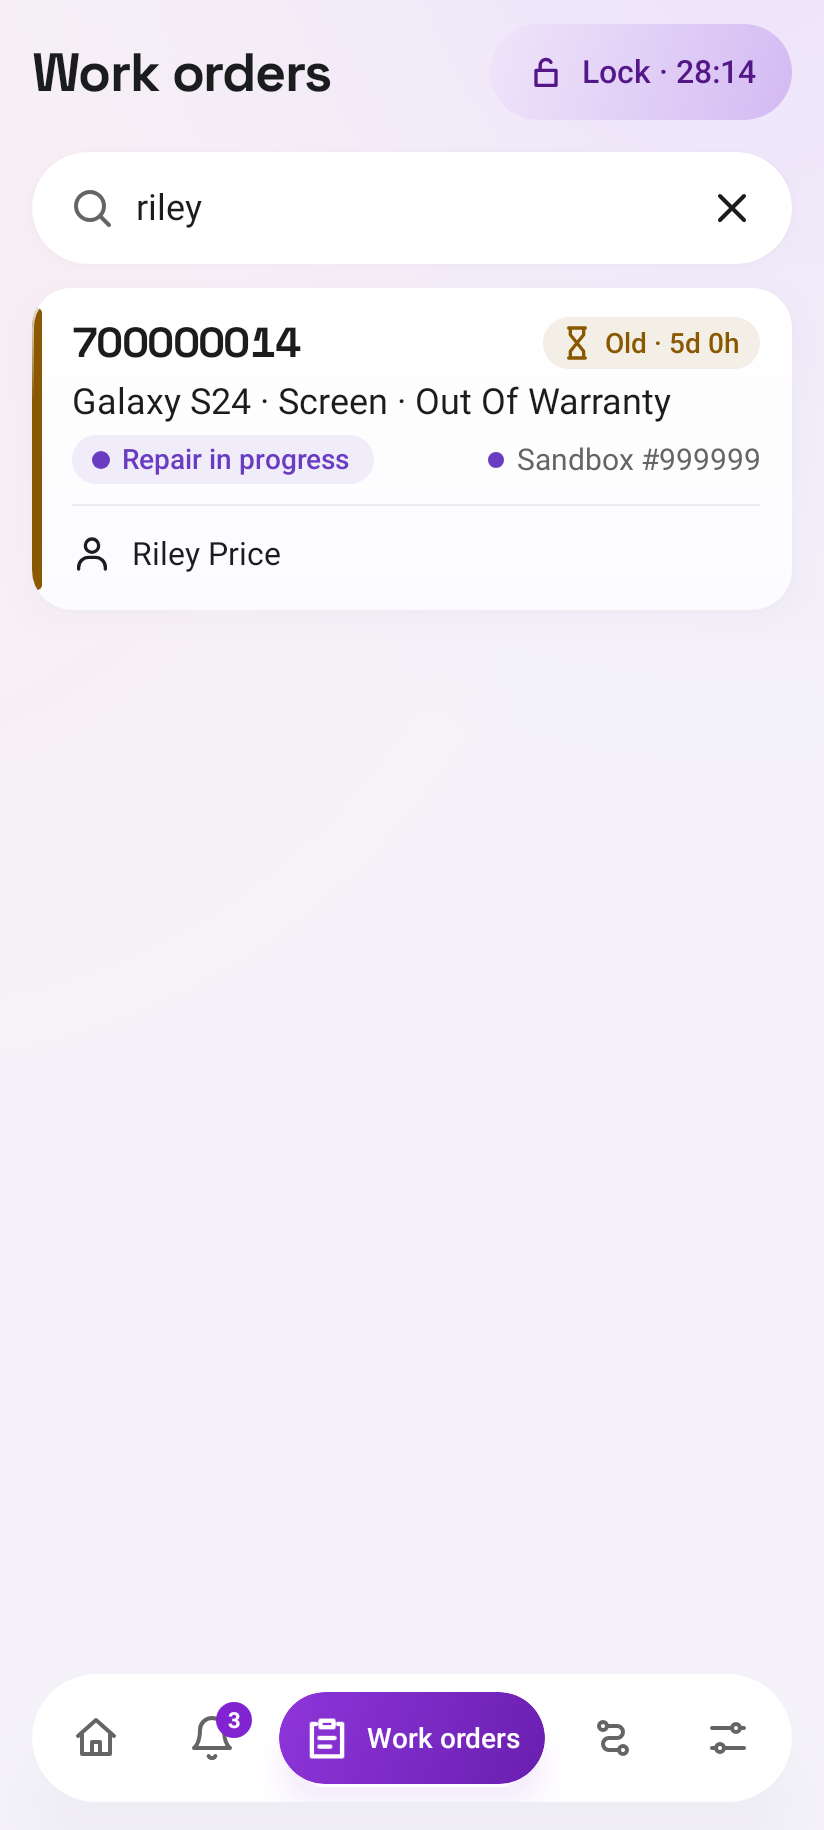 Work orders
Lock · 28:14
riley
700000014
Old · 5d 0h
Galaxy S24 · Screen · Out Of Warranty
Repair in progress
Sandbox #999999
Riley Price
3
Work orders